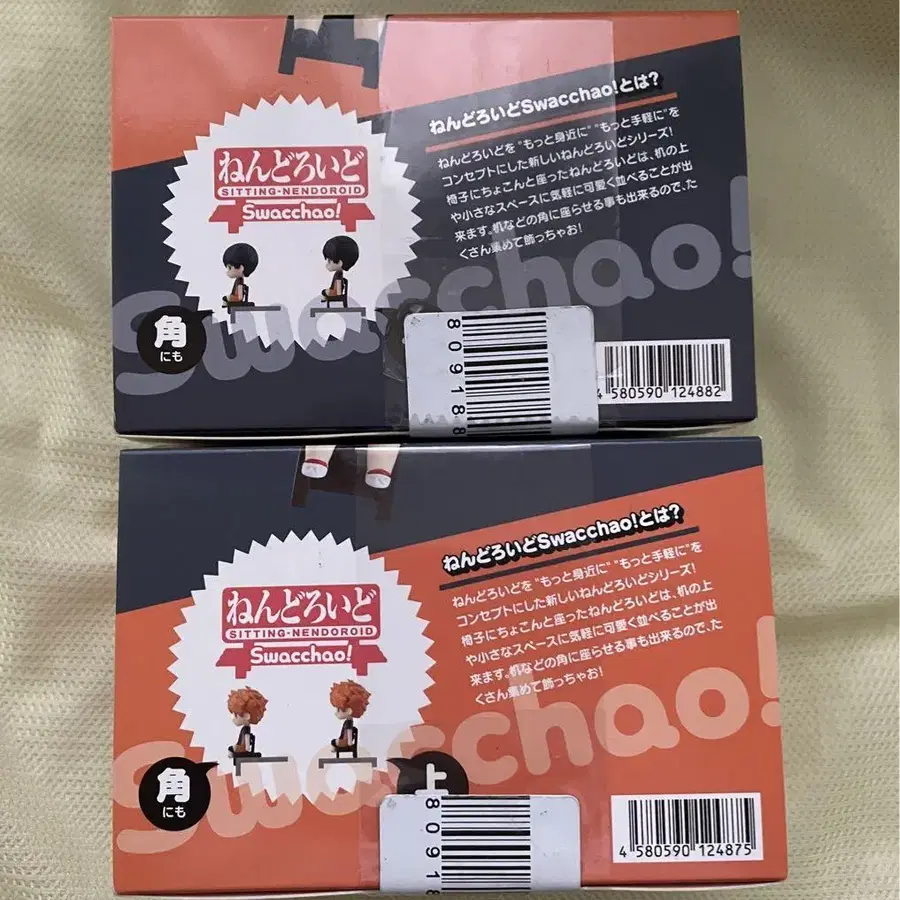 ねんどろいど
SITTING-NENDOROID
Swacchao!
角
にも
ねんどろいどSwacchao!とは?
ねんどろいどを "もっと身近に" "もっと手軽に"を
コンセプトにした新しいねんどろいどシリーズ!
椅子にちょこんと座ったねんどろいどは、机の上
や小さなスペースに気軽に可愛く並べることが出
来ます。机などの角に座らせる事も出来るので、た
くさん集めて飾っちゃお!
Swacchao!
80918
4 580590 124882
ねんどろいど
SITTING-NENDOROID
Swacchao!
角
にも
上
ねんどろいどSwacchao!とは?
ねんどろいどを "もっと身近に" "もっと手軽に"を
コンセプトにした新しいねんどろいどシリーズ!
椅子にちょこんと座ったねんどろいどは、机の上
や小さなスペースに気軽に可愛く並べることが出
来ます。机などの角に座らせる事も出来るので、た
くさん集めて飾っちゃお!
Swacchao!
8091
4 580590 124875